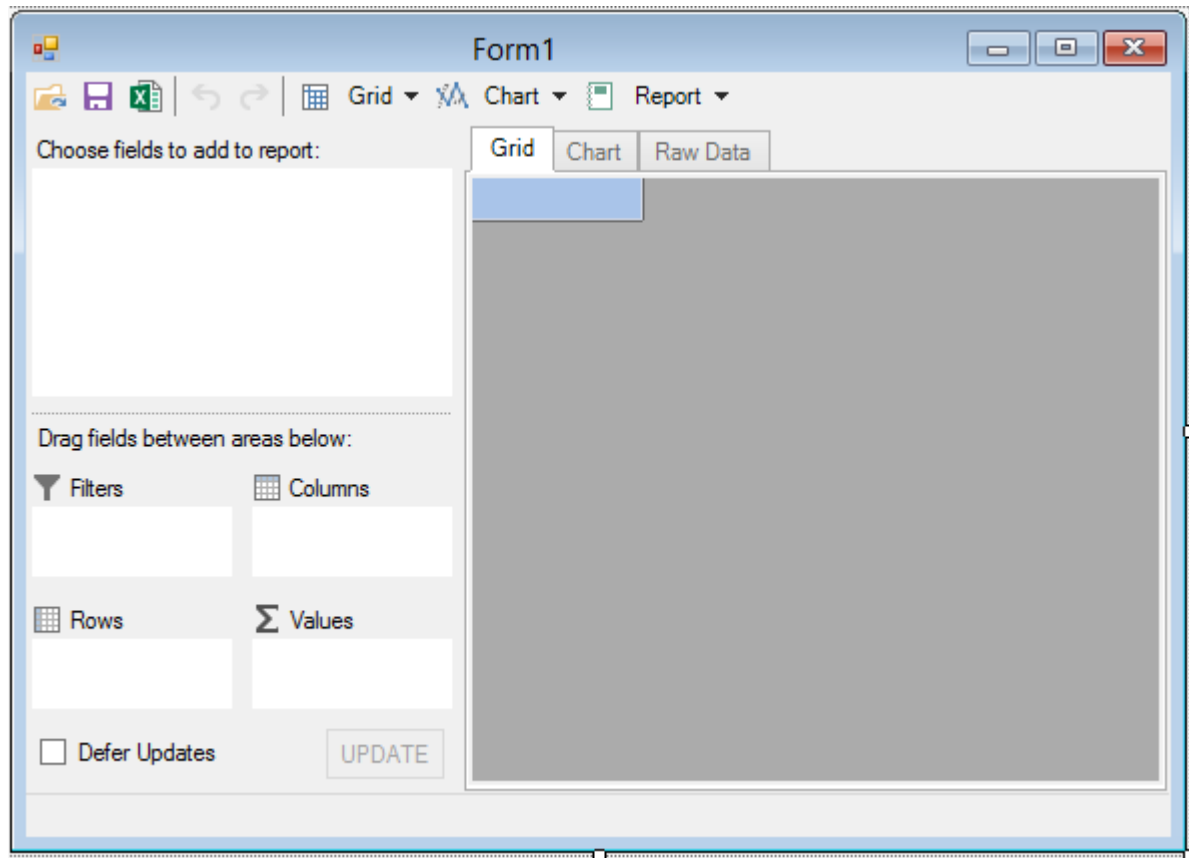 Form1
Grid Chart Report
Choose fields to add to report:
Grid Chart Raw Data
Drag fields between areas below:
Filters Columns
Rows Values
Defer Updates UPDATE